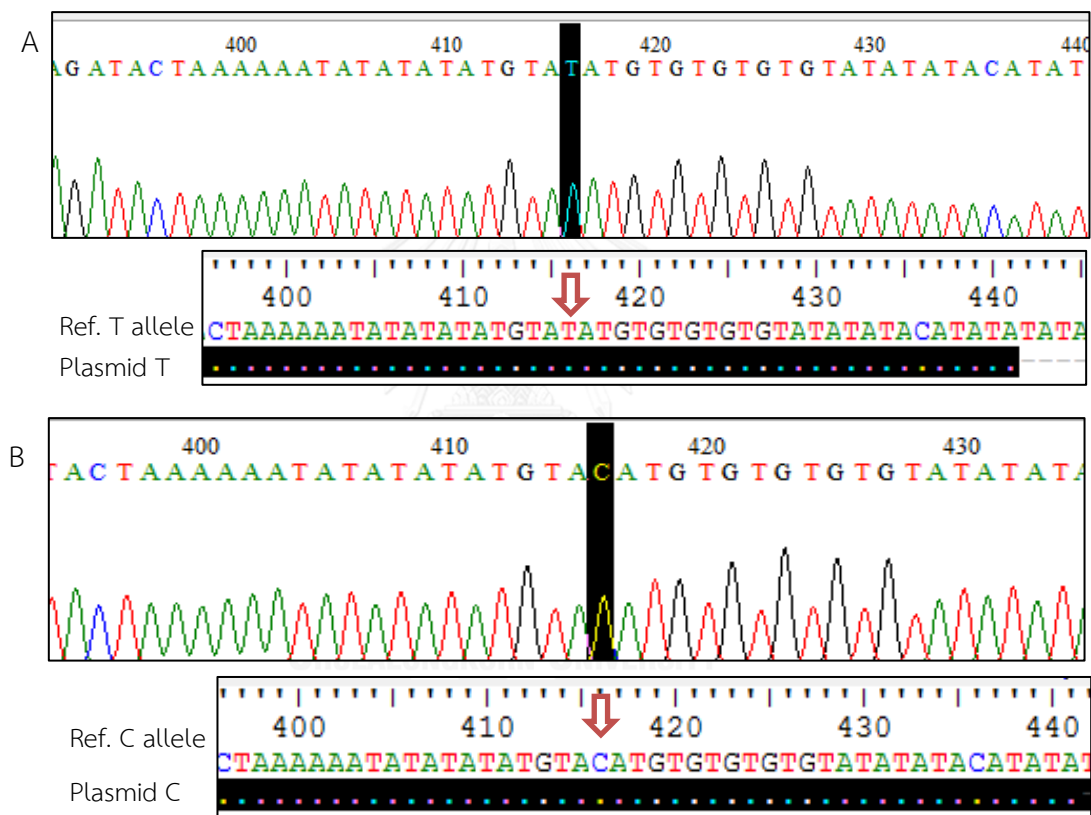 A
400 410 420 430 440
AGATACTAAAAAATATATATATGTATATGTGTGTGTGTATATATACATAT
400 410 420 430 440
Ref. T allele CTAAAAAATATATATATGTATATGTGTGTGTGTATATATACATATATATA
Plasmid T
B
400 410 420 430
TACTAAAAAATATATATATGTACATGTGTGTGTGTATATATA
400 410 420 430 440
Ref. C allele CTAAAAAATATATATATGTACATGTGTGTGTGTATATATACATATAT
Plasmid C